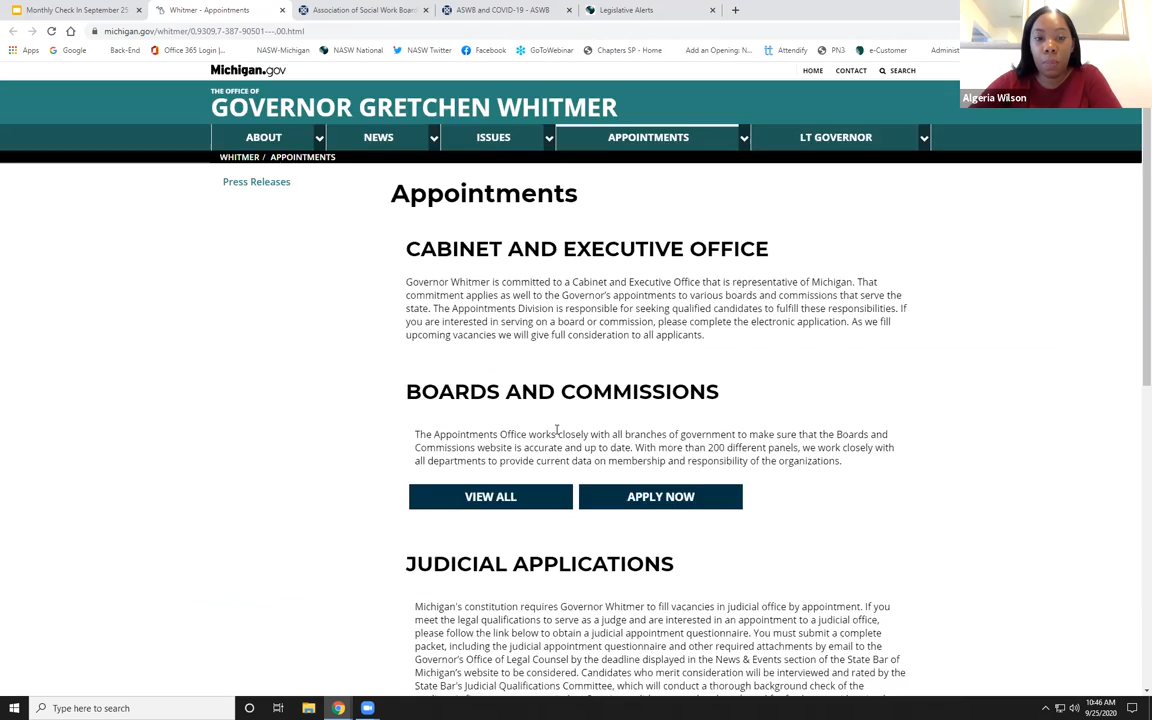 Monthly Check In September 25
Whitmer - Appointments
Association of Social Work Board
ASWB and COVID-19 - ASWB
Legislative Alerts
michigan.gov/whitmer/0,9309,7-387-90501---,00.html
Apps
Google
Back-End
Office 365 Login |...
NASW-Michigan
NASW National
NASW Twitter
Facebook
GoToWebinar
Chapters SP - Home
Add an Opening: N...
Attendify
PN3
e-Customer
Adminis
Algeria Wilson
Michigan.gov
HOME
CONTACT
SEARCH
THE OFFICE OF
GOVERNOR GRETCHEN WHITMER
ABOUT
NEWS
ISSUES
APPOINTMENTS
LT GOVERNOR
WHITMER / APPOINTMENTS
Press Releases
Appointments
CABINET AND EXECUTIVE OFFICE
Governor Whitmer is committed to a Cabinet and Executive Office that is representative of Michigan. That
commitment applies as well to the Governor's appointments to various boards and commissions that serve the
state. The Appointments Division is responsible for seeking qualified candidates to fulfill these responsibilities. If
you are interested in serving on a board or commission, please complete the electronic application. As we fill
upcoming vacancies we will give full consideration to all applicants.
BOARDS AND COMMISSIONS
The Appointments Office works closely with all branches of government to make sure that the Boards and
Commissions website is accurate and up to date. With more than 200 different panels, we work closely with
all departments to provide current data on membership and responsibility of the organizations.
VIEW ALL
APPLY NOW
JUDICIAL APPLICATIONS
Michigan's constitution requires Governor Whitmer to fill vacancies in judicial office by appointment. If you
meet the legal qualifications to serve as a judge and are interested in an appointment to a judicial office,
please follow the link below to obtain a judicial appointment questionnaire. You must submit a complete
packet, including the judicial appointment questionnaire and other required attachments by email to the
Governor's Office of Legal Counsel by the deadline displayed in the News & Events section of the State Bar of
Michigan's website to be considered. Candidates who merit consideration will be interviewed and rated by the
State Bar's Judicial Qualifications Committee, which will conduct a thorough background check of the
Type here to search
10:46 AM
9/25/2020